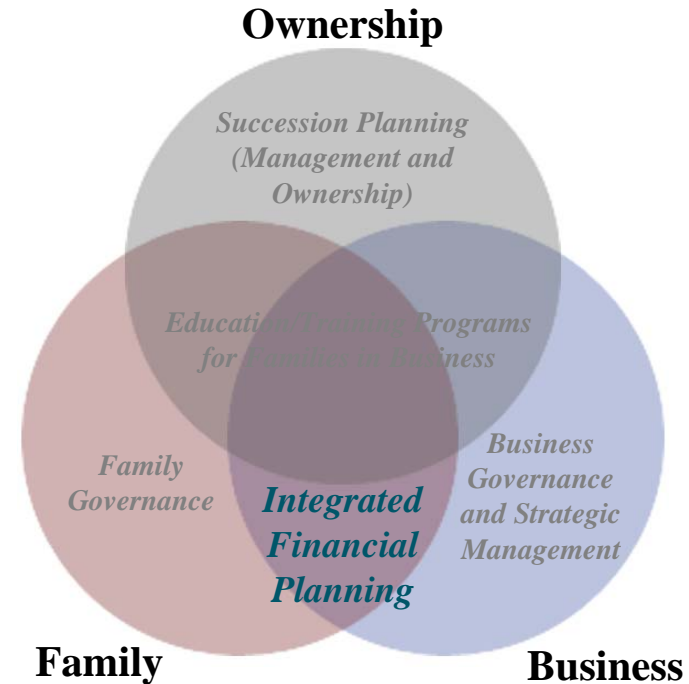 Ownership
Succession Planning
(Management and
Ownership)
Education/Training Programs
for Families in Business
Family
Governance
Business
Governance
and Strategic
Management
Integrated
Financial
Planning
Family
Business